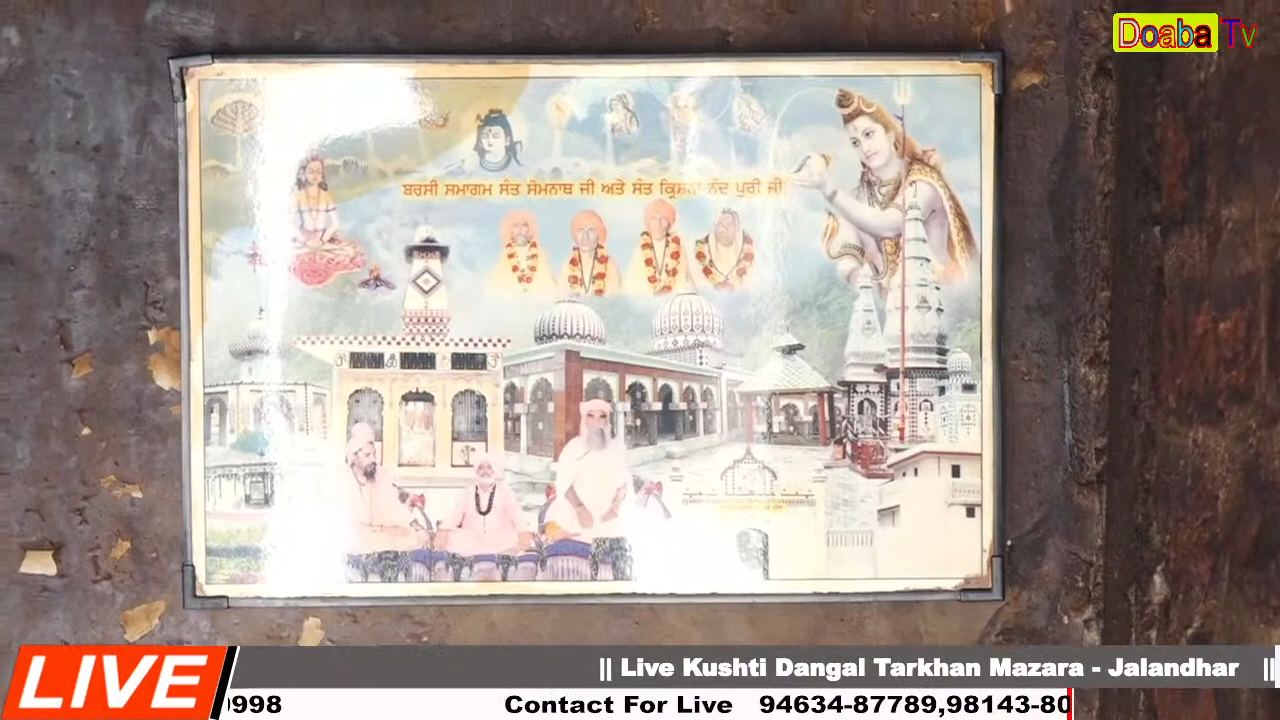 Doaba Tv
ਬਰਸੀ ਸਮਾਗਮ ਸੰਤ ਸੋਮਨਾਥ ਜੀ ਅਤੇ ਸੰਤ ਕ੍ਰਿਸ਼ਨਾ ਨੰਦ ਪੁਰੀ ਜੀ
LIVE
|| Live Kushti Dangal Tarkhan Mazara - Jalandhar ||
9998 Contact For Live 94634-87789,98143-80